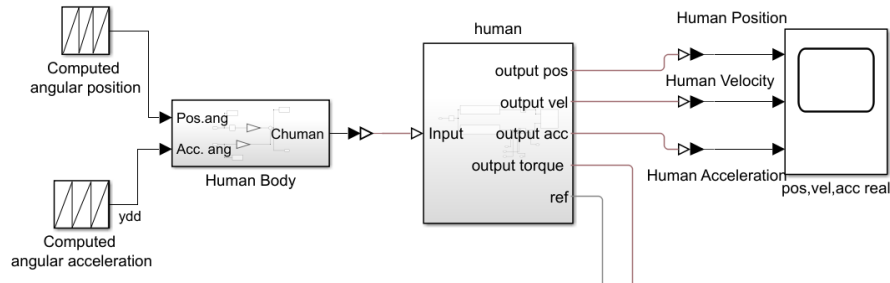 human
Human Position
Computed
angular position
output pos
Human Velocity
output vel
Pos.ang
Chuman
Input
output acc
Acc. ang
output torque
Human Acceleration
Human Body
pos,vel,acc real
ref
ydd
Computed
angular acceleration